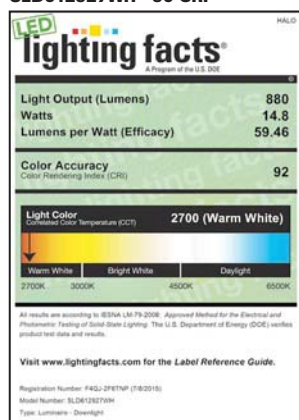 HALO
LED
lighting facts®
A Program of the U.S. DOE
Light Output (Lumens) 880
Watts 14.8
Lumens per Watt (Efficacy) 59.46
Color Accuracy
Color Rendering Index (CRI) 92
Light Color
Correlated Color Temperature (CCT) 2700 (Warm White)
Warm White Bright White Daylight
2700K 3000K 4500K 6500K
All results are according to IESNA LM-79-2008: Approved Method for the Electrical and
Photometric Testing of Solid-State Lighting. The U.S. Department of Energy (DOE) verifies
product test data and results.
Visit www.lightingfacts.com for the Label Reference Guide.
Registration Number: F4QJ-2F6TNP (7/8/2015)
Model Number: SLD612927WH
Type: Luminaire - Downlight